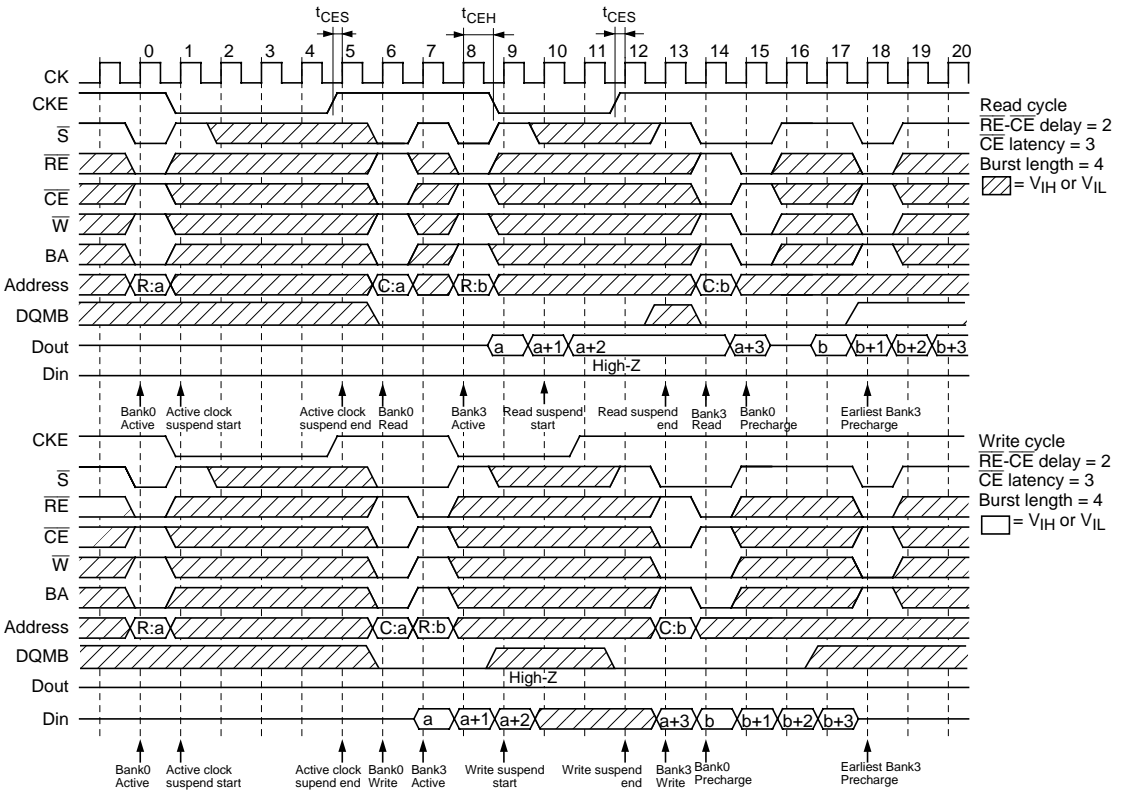 tCES tCEH tCES
0 1 2 3 4 5 6 7 8 9 10 11 12 13 14 15 16 17 18 19 20
CK
CKE
S
RE
CE
W
BA
Address R:a C:a R:b C:b
DQMB
Dout a a+1 a+2 a+3 b b+1 b+2 b+3
High-Z
Din
Bank0 Active
Active clock suspend start
Active clock suspend end
Bank0 Read
Bank3 Active
Read suspend start
Read suspend end
Bank3 Read
Bank0 Precharge
Earliest Bank3 Precharge
Read cycle
RE-CE delay = 2
CE latency = 3
Burst length = 4
= VIH or VIL
CKE
S
RE
CE
W
BA
Address R:a C:a R:b C:b
DQMB
High-Z
Dout
Din a a+1 a+2 a+3 b b+1 b+2 b+3
Bank0 Active
Active clock suspend start
Active clock supend end
Bank0 Write
Bank3 Active
Write suspend start
Write suspend end
Bank3 Write
Bank0 Precharge
Earliest Bank3 Precharge
Write cycle
RE-CE delay = 2
CE latency = 3
Burst length = 4
= VIH or VIL